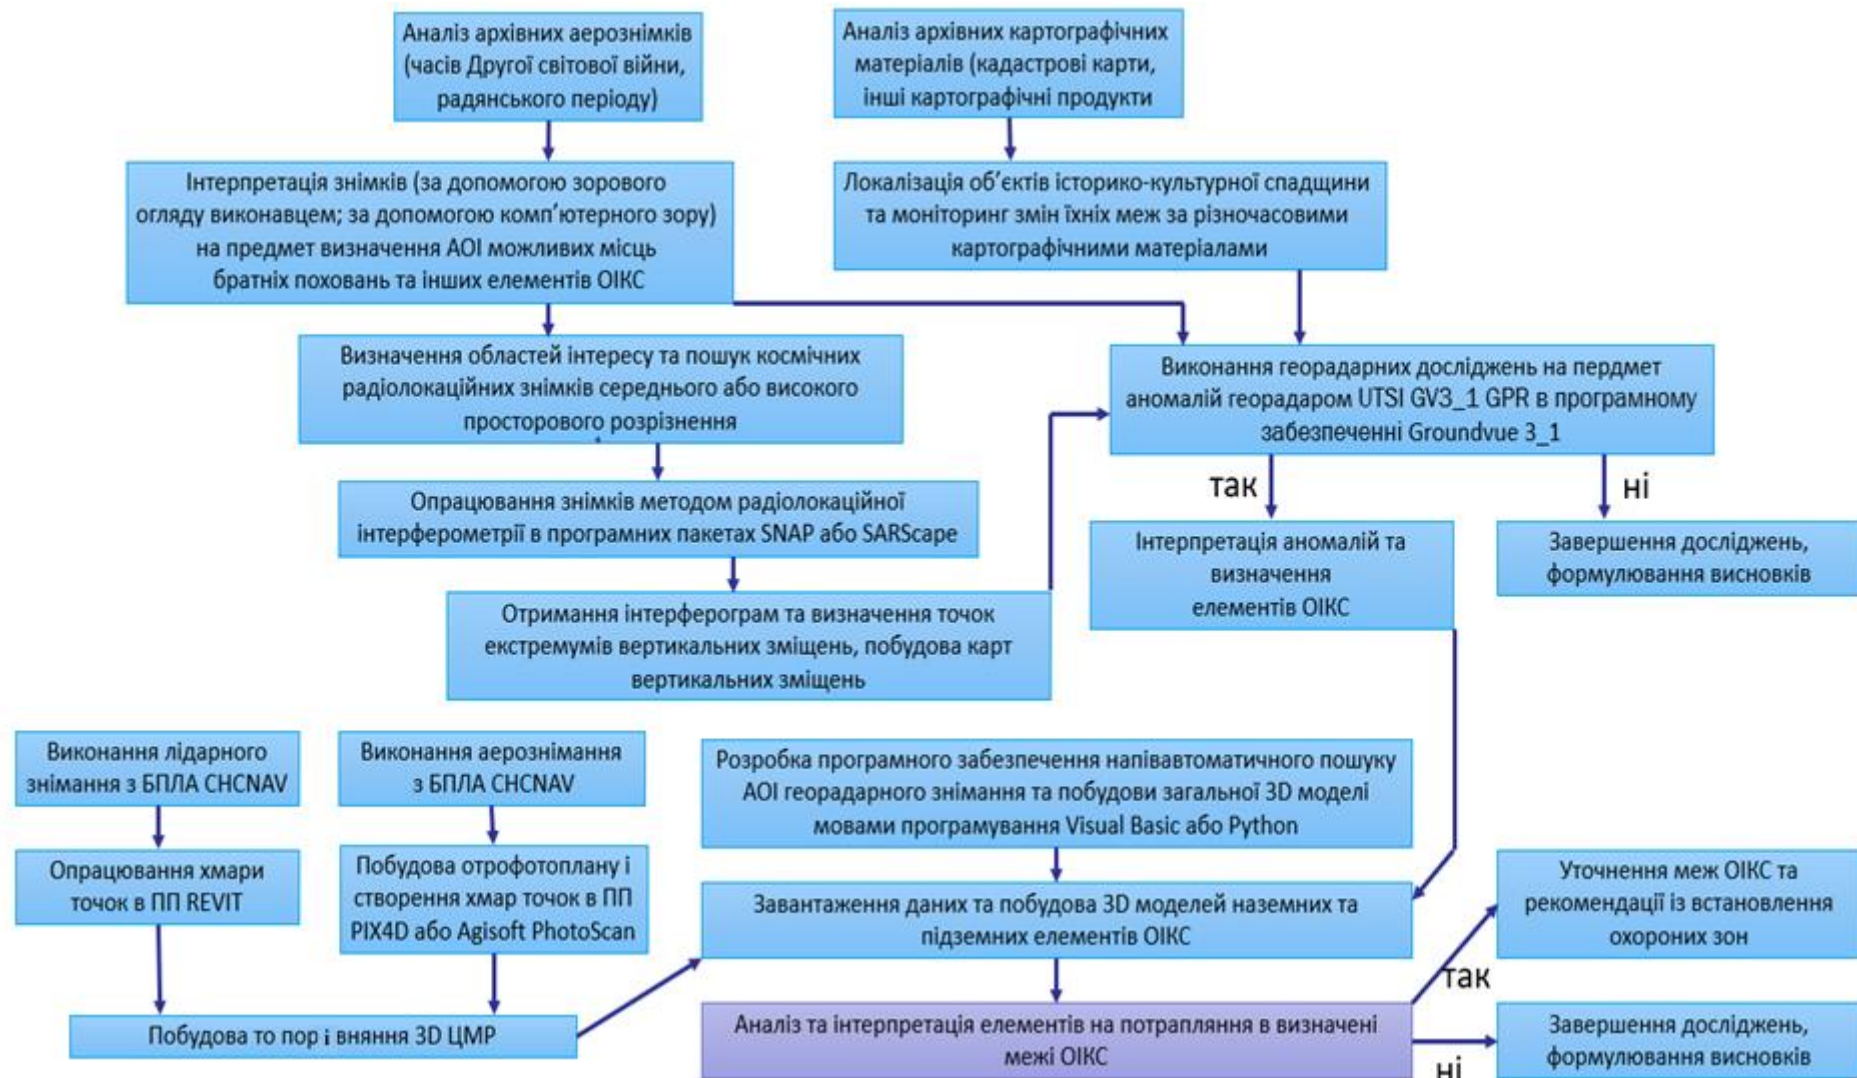 Аналіз архівних аерознімків
(часів Другої світової війни,
радянського періоду)
Аналіз архівних картографічних
матеріалів (кадастрові карти,
інші картографічні продукти
Інтерпретація знімків (за допомогою зорового
огляду виконавцем; за допомогою комп’ютерного зору)
на предмет визначення АОІ можливих місць
братніх поховань та інших елементів ОІКС
Локалізація об’єктів історико-культурної спадщини
та моніторинг змін їхніх меж за різночасовими
картографічними матеріалами
Визначення областей інтересу та пошук космічних
радіолокаційних знімків середнього або високого
просторового розрізнення
Виконання георадарних досліджень на пердмет
аномалій георадаром UTSI GV3_1 GPR в програмному
забезпеченні Groundvue 3_1
так
ні
Опрацювання знімків методом радіолокаційної
інтерферометрії в програмних пакетах SNAP або SARScape
Інтерпретація аномалій та
визначення
елементів ОІКС
Завершення досліджень,
формулювання висновків
Отримання інтерферограм та визначення точок
екстремумів вертикальних зміщень, побудова карт
вертикальних зміщень
Виконання лідарного
знімання з БПЛА CHCNAV
Виконання аерознімання
з БПЛА CHCNAV
Розробка програмного забезпечення напівавтоматичного пошуку
АОІ георадарного знімання та побудови загальної 3D моделі
мовами програмування Visual Basic або Python
Опрацювання хмари
точок в ПП REVIT
Побудова отрофотоплану і
створення хмар точок в ПП
PIX4D або Agisoft PhotoScan
Завантаження даних та побудова 3D моделей наземних та
підземних елементів ОІКС
Уточнення меж ОІКС та
рекомендації із встановлення
охороних зон
так
Побудова то пор і вняння 3D ЦМР
Аналіз та інтерпретація елементів на потрапляння в визначені
межі ОІКС
ні
Завершення досліджень,
формулювання висновків